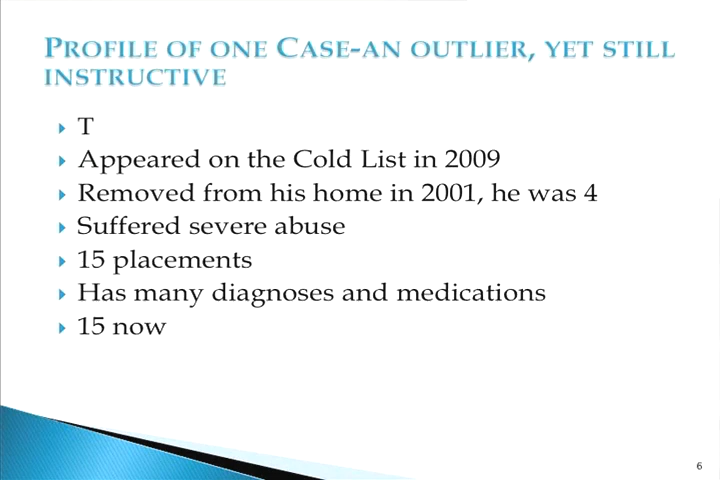 Profile of one Case-an outlier, yet still
instructive
T
Appeared on the Cold List in 2009
Removed from his home in 2001, he was 4
Suffered severe abuse
15 placements
Has many diagnoses and medications
15 now
6